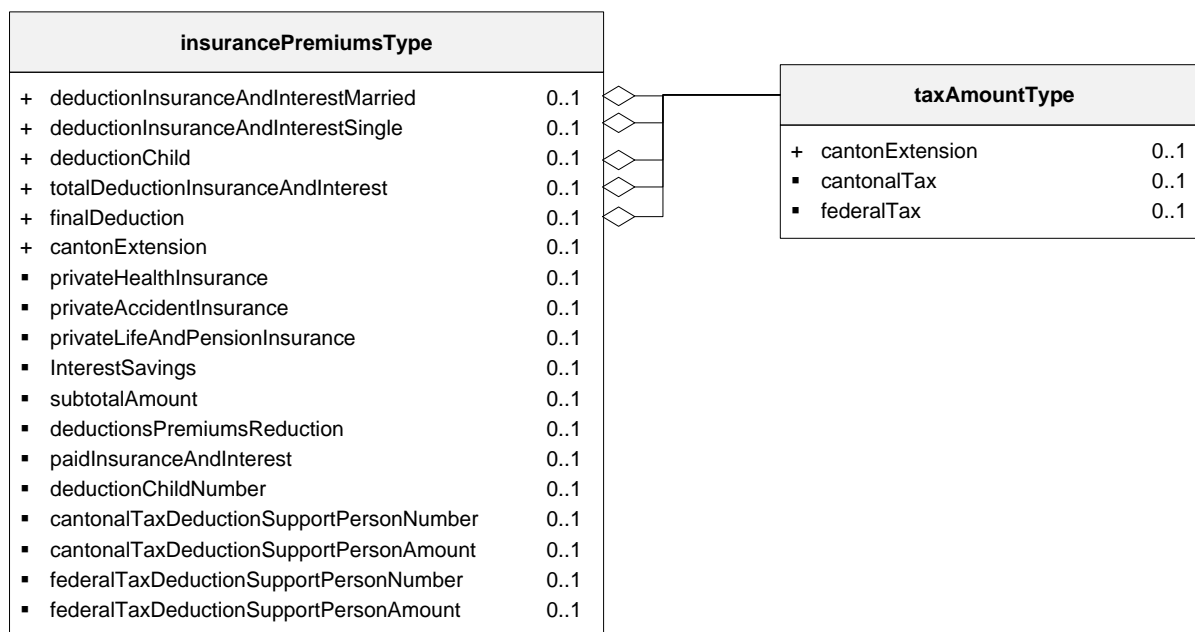 insurancePremiumsType
+ deductionInsuranceAndInterestMarried 0..1
+ deductionInsuranceAndInterestSingle 0..1
+ deductionChild 0..1
+ totalDeductionInsuranceAndInterest 0..1
+ finalDeduction 0..1
+ cantonExtension 0..1
▪ privateHealthInsurance 0..1
▪ privateAccidentInsurance 0..1
▪ privateLifeAndPensionInsurance 0..1
▪ InterestSavings 0..1
▪ subtotalAmount 0..1
▪ deductionsPremiumsReduction 0..1
▪ paidInsuranceAndInterest 0..1
▪ deductionChildNumber 0..1
▪ cantonalTaxDeductionSupportPersonNumber 0..1
▪ cantonalTaxDeductionSupportPersonAmount 0..1
▪ federalTaxDeductionSupportPersonNumber 0..1
▪ federalTaxDeductionSupportPersonAmount 0..1
taxAmountType
+ cantonExtension 0..1
▪ cantonalTax 0..1
▪ federalTax 0..1